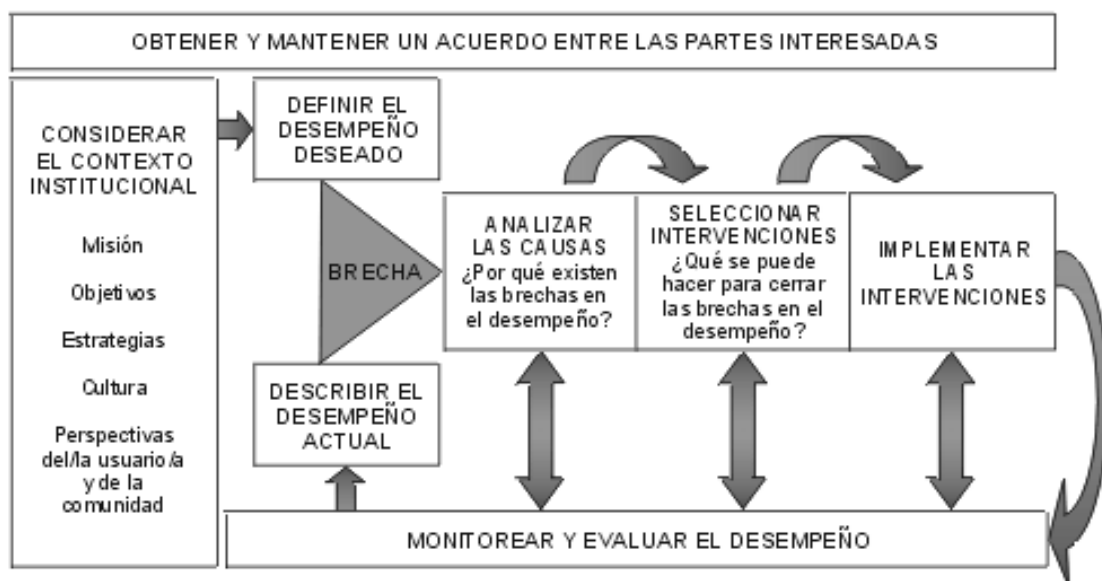 OBTENER Y MANTENER UN ACUERDO ENTRE LAS PARTES INTERESADAS
CONSIDERAR
EL CONTEXTO
INSTITUCIONAL
Misión
Objetivos
Estrategias
Cultura
Perspectivas
del/la usuario/a
y de la
comunidad
DEFINIR EL
DESEMPEÑO
DESEADO
BRECHA
DESCRIBIR EL
DESEMPEÑO
ACTUAL
ANALIZAR
LAS CAUSAS
¿Por qué existen
las brechas en
el desempeño?
SELECCIONAR
INTERVENCIONES
¿Qué se puede
hacer para cerrar
las brechas en el
desempeño?
IMPLEMENTAR
LAS
INTERVENCIONES
MONITOREAR Y EVALUAR EL DESEMPEÑO